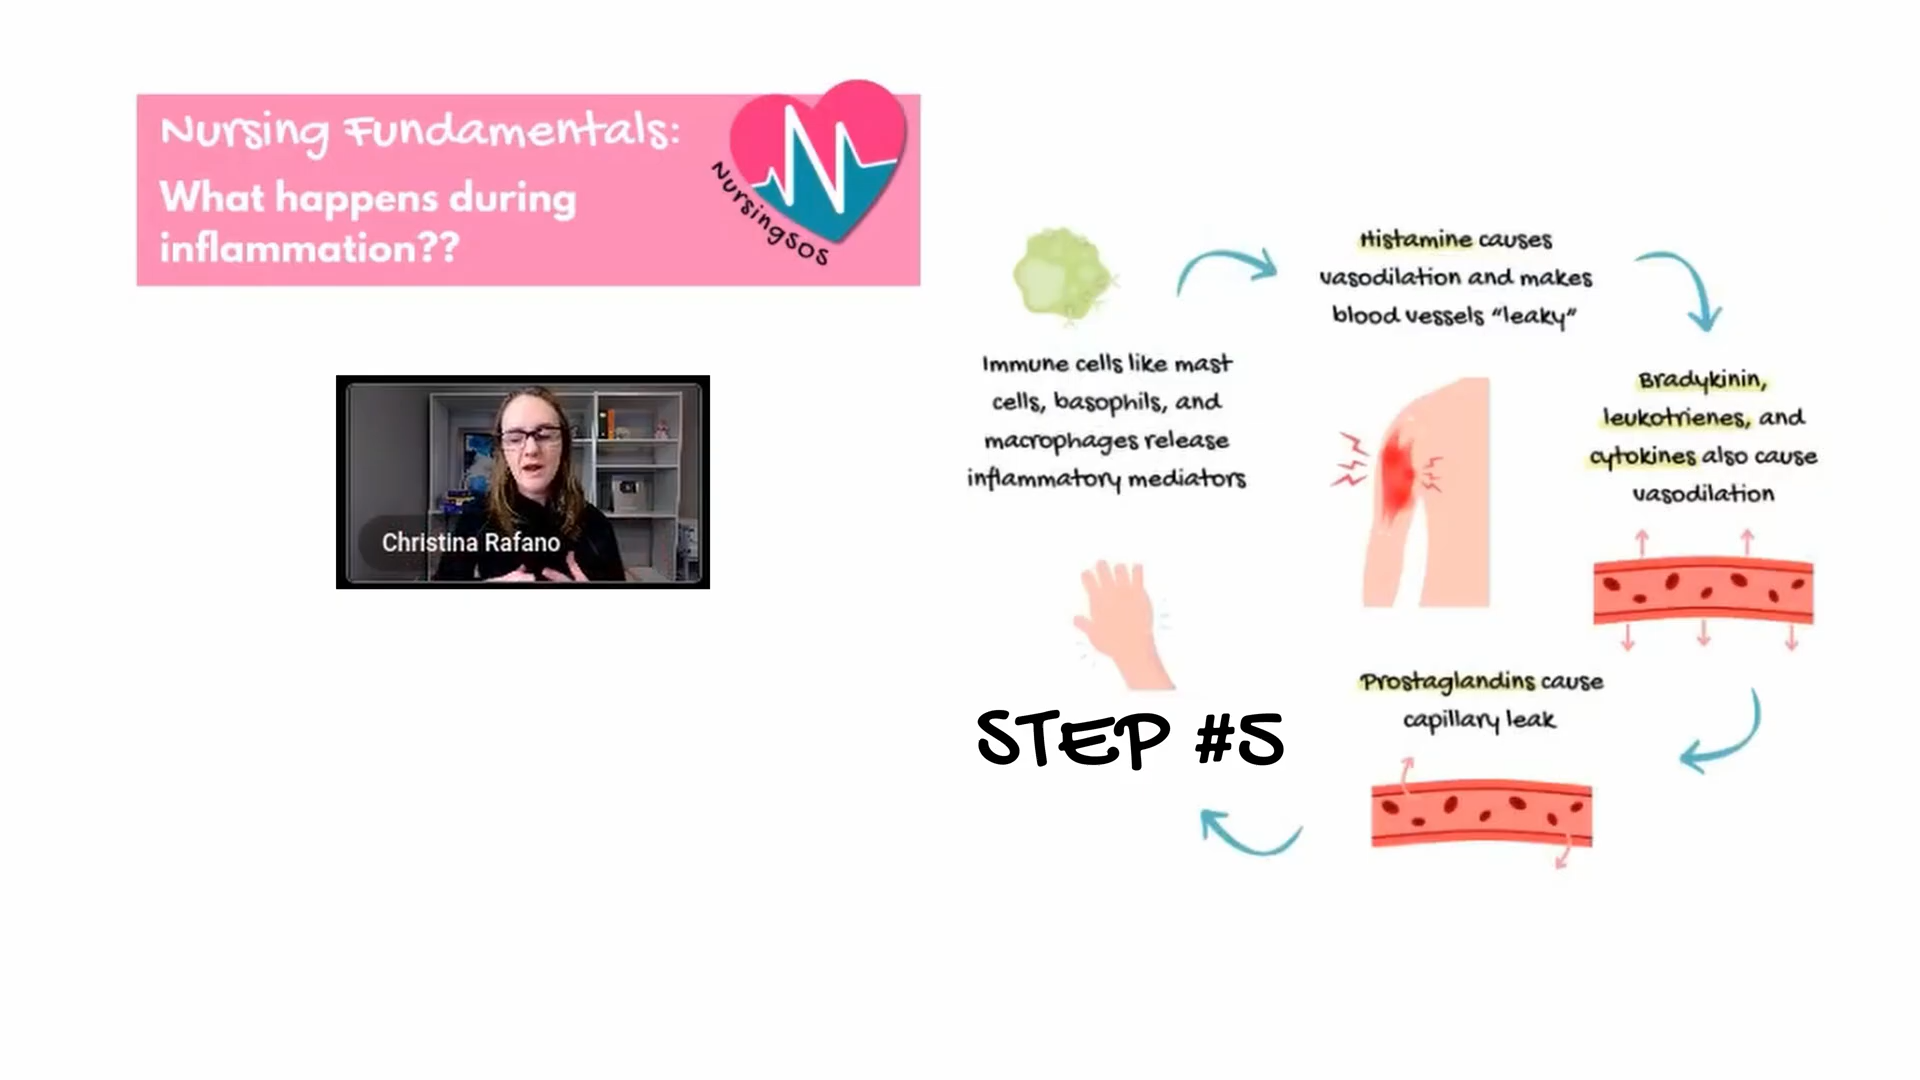 Nursing Fundamentals:
What happens during
inflammation??
NursingSOS
Christina Rafano
Immune cells like mast
cells, basophils, and
macrophages release
inflammatory mediators
Histamine causes
vasodilation and makes
blood vessels “leaky”
Bradykinin,
leukotrienes, and
cytokines also cause
vasodilation
Prostaglandins cause
capillary leak
STEP #5